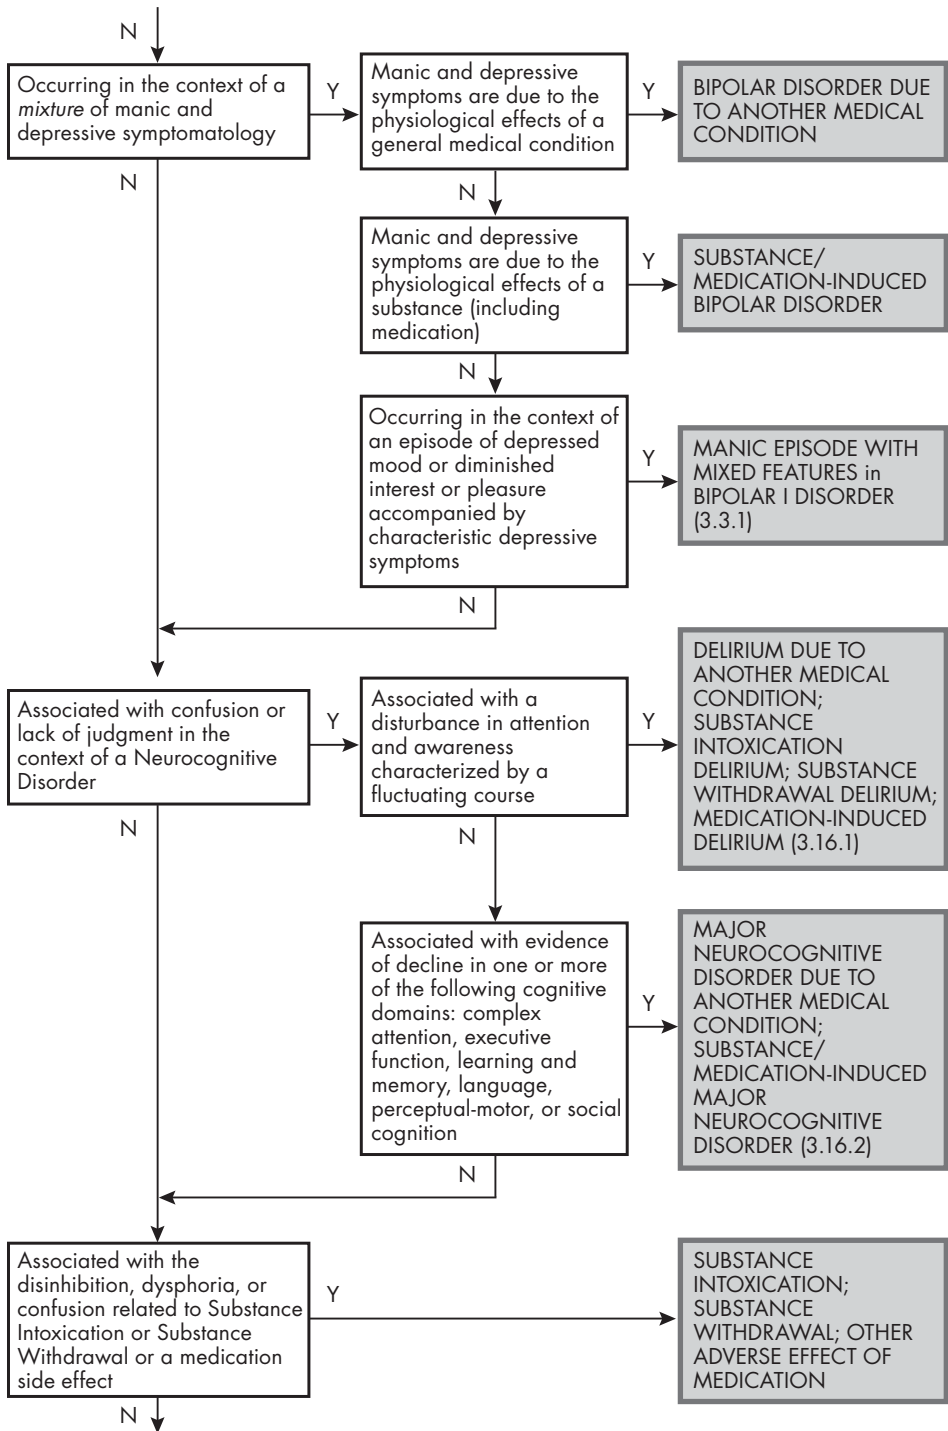 N
Occurring in the context of a
mixture of manic and
depressive symptomatology
Y
Manic and depressive
symptoms are due to the
physiological effects of a
general medical condition
Y
BIPOLAR DISORDER DUE
TO ANOTHER MEDICAL
CONDITION
N
N
Manic and depressive
symptoms are due to the
physiological effects of a
substance (including
medication)
Y
SUBSTANCE/
MEDICATION-INDUCED
BIPOLAR DISORDER
N
Occurring in the context of
an episode of depressed
mood or diminished
interest or pleasure
accompanied by
characteristic depressive
symptoms
Y
MANIC EPISODE WITH
MIXED FEATURES in
BIPOLAR I DISORDER
(3.3.1)
N
Associated with confusion or
lack of judgment in the
context of a Neurocognitive
Disorder
Y
Associated with a
disturbance in attention
and awareness
characterized by a
fluctuating course
Y
DELIRIUM DUE TO
ANOTHER MEDICAL
CONDITION;
SUBSTANCE
INTOXICATION
DELIRIUM; SUBSTANCE
WITHDRAWAL DELIRIUM;
MEDICATION-INDUCED
DELIRIUM (3.16.1)
N
N
Associated with evidence
of decline in one or more
of the following cognitive
domains: complex
attention, executive
function, learning and
memory, language,
perceptual-motor, or social
cognition
Y
MAJOR
NEUROCOGNITIVE
DISORDER DUE TO
ANOTHER MEDICAL
CONDITION;
SUBSTANCE/
MEDICATION-INDUCED
MAJOR
NEUROCOGNITIVE
DISORDER (3.16.2)
N
Associated with the
disinhibition, dysphoria, or
confusion related to Substance
Intoxication or Substance
Withdrawal or a medication
side effect
Y
SUBSTANCE
INTOXICATION;
SUBSTANCE
WITHDRAWAL; OTHER
ADVERSE EFFECT OF
MEDICATION
N